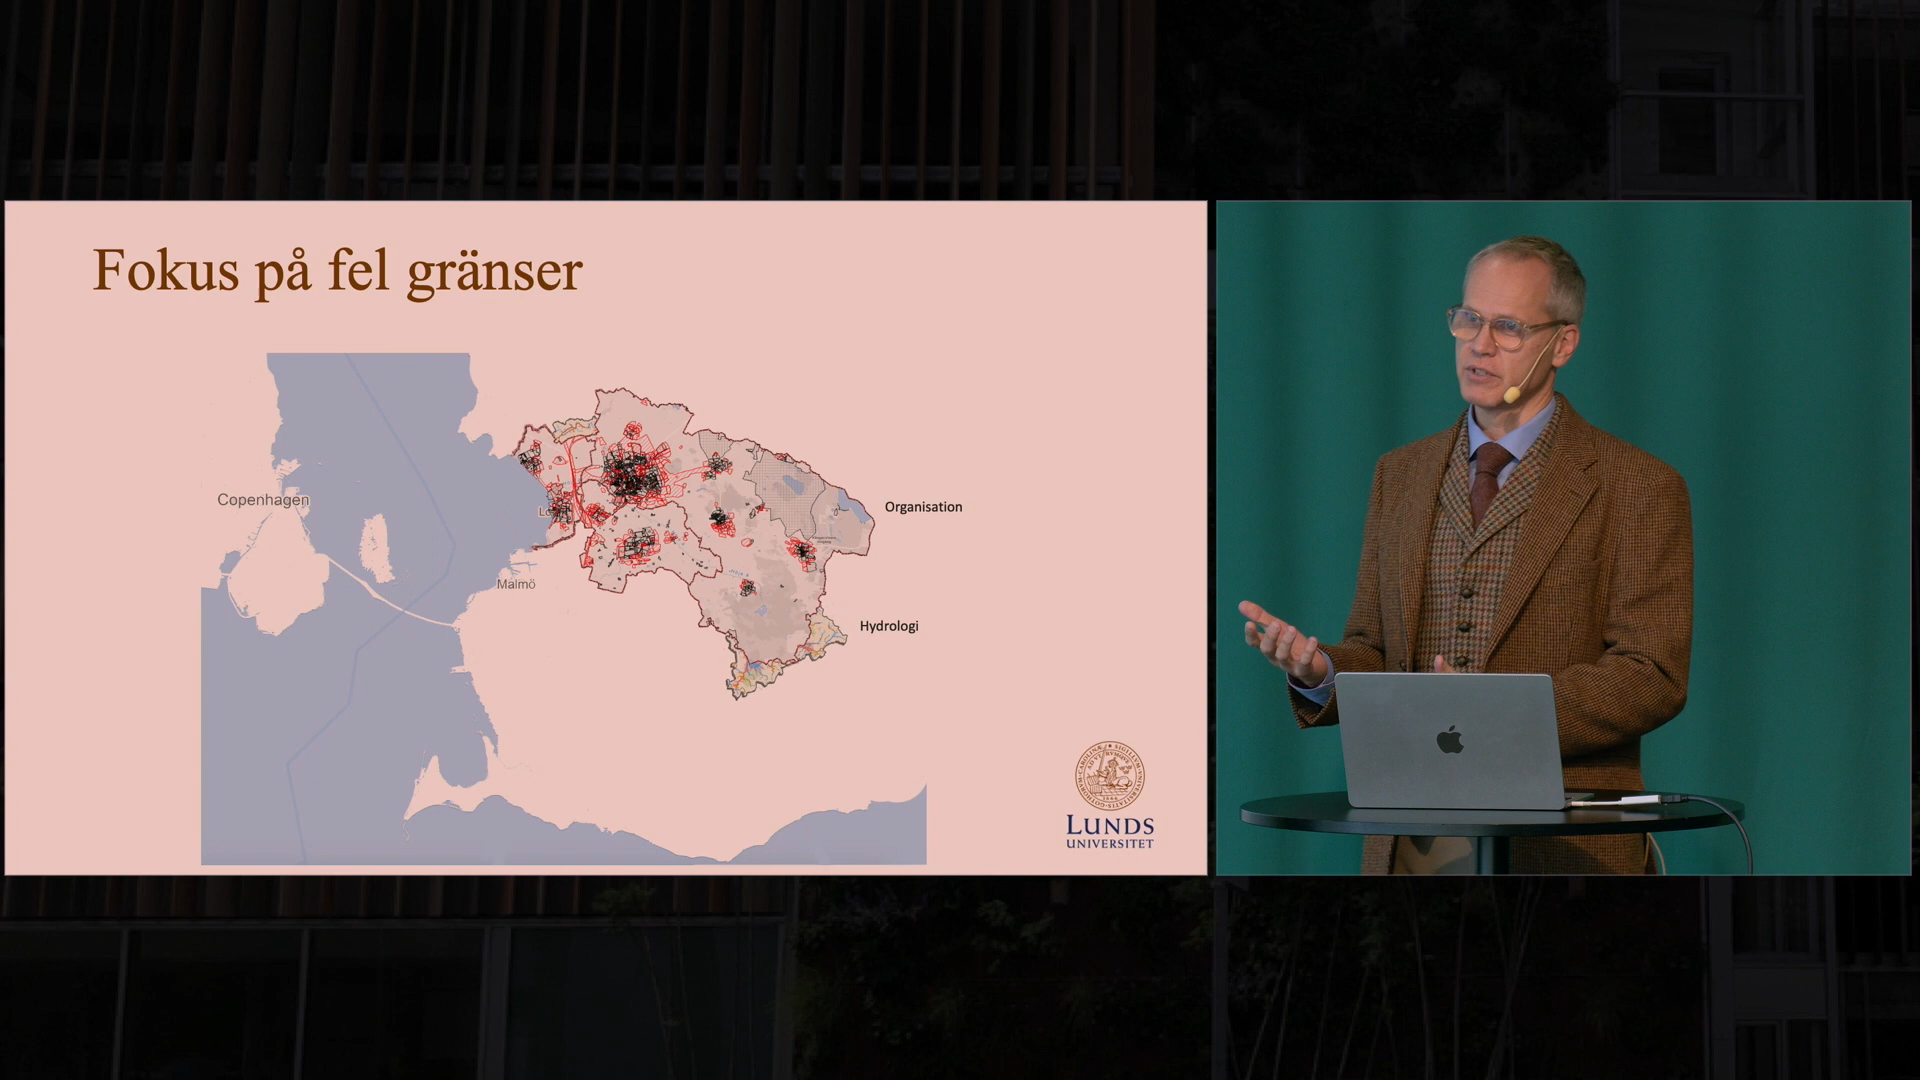 Fokus på fel gränser
Copenhagen
Malmö
Organisation
Hydrologi
LUNDS
UNIVERSITET